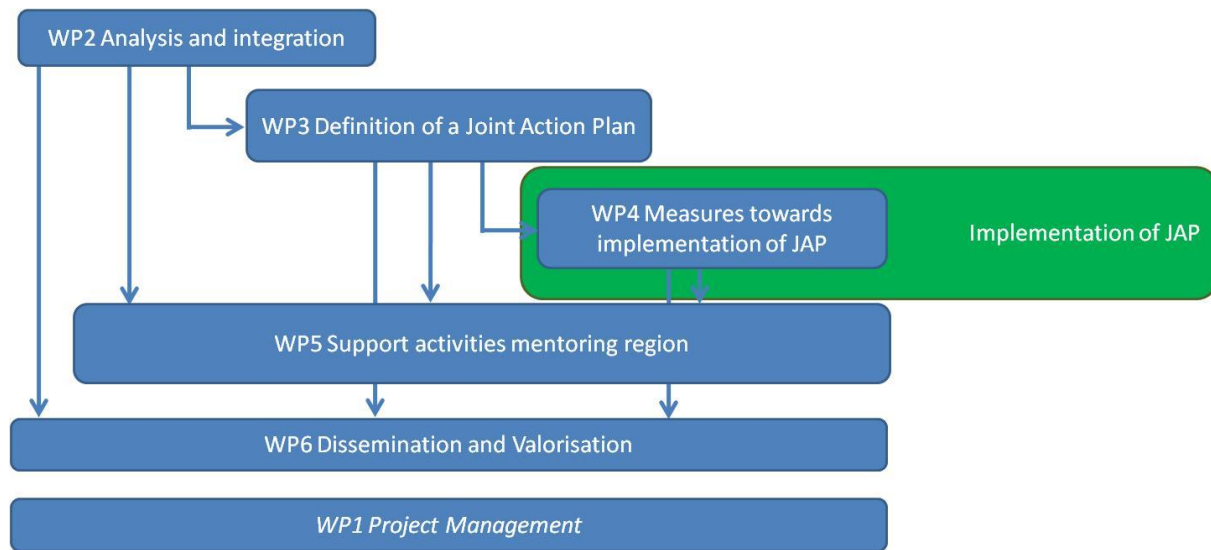 WP2 Analysis and integration
WP3 Definition of a Joint Action Plan
WP4 Measures towards
implementation of JAP
Implementation of JAP
WP5 Support activities mentoring region
WP6 Dissemination and Valorisation
WP1 Project Management